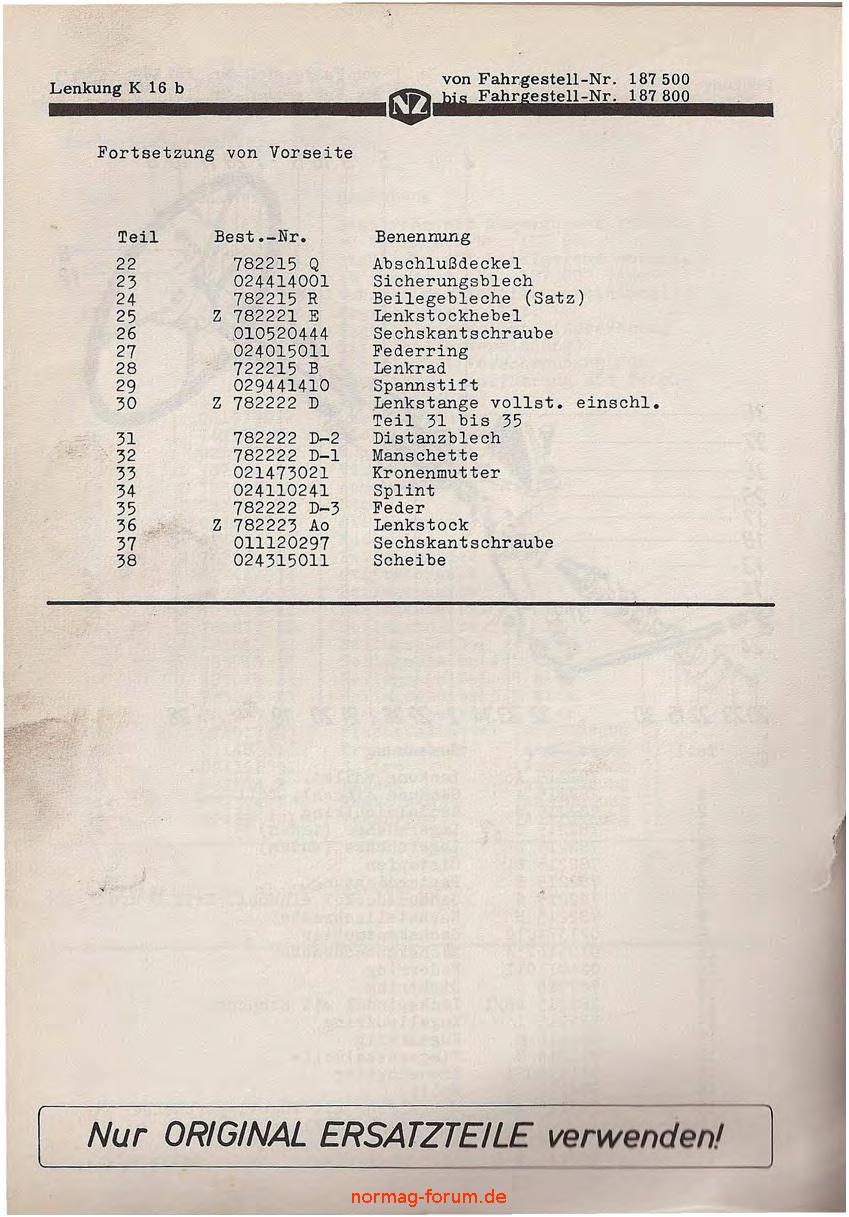 Lenkung K 16 b
von Fahrgestell-Nr. 187 500
bis Fahrgestell-Nr. 187 800
NZ
Fortsetzung von Vorseite
Teil Best.-Nr. Benennung
22 782215 Q Abschlußdeckel
23 024414001 Sicherungsblech
24 782215 R Beilegebleche (Satz)
25 Z 782221 E Lenkstockhebel
26 010520444 Sechskantschraube
27 024015011 Federring
28 722215 B Lenkrad
29 029441410 Spannstift
30 Z 782222 D Lenkstange vollst. einschl.
Teil 31 bis 35
31 782222 D-2 Distanzblech
32 782222 D-1 Manschette
33 021473021 Kronenmutter
34 024110241 Splint
35 782222 D-3 Feder
36 Z 782223 Ao Lenkstock
37 011120297 Sechskantschraube
38 024315011 Scheibe
Nur ORIGINAL ERSATZTEILE verwenden!
normag-forum.de